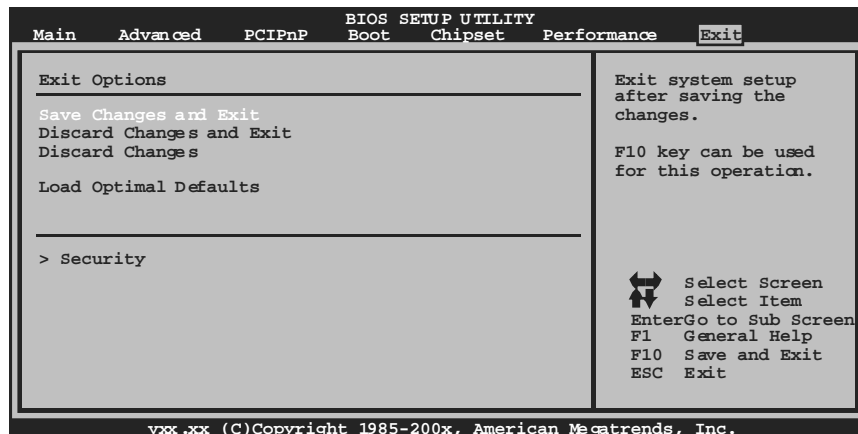 BIOS SETUP UTILITY
Main Advanced PCIPnP Boot Chipset Performance Exit
Exit Options
Save Changes and Exit
Discard Changes and Exit
Discard Changes
Load Optimal Defaults
> Security
Exit system setup
after saving the
changes.
F10 key can be used
for this operation.
Select Screen
Select Item
EnterGo to Sub Screen
F1 General Help
F10 Save and Exit
ESC Exit
vxx.xx (C)Copyright 1985-200x, American Megatrends, Inc.